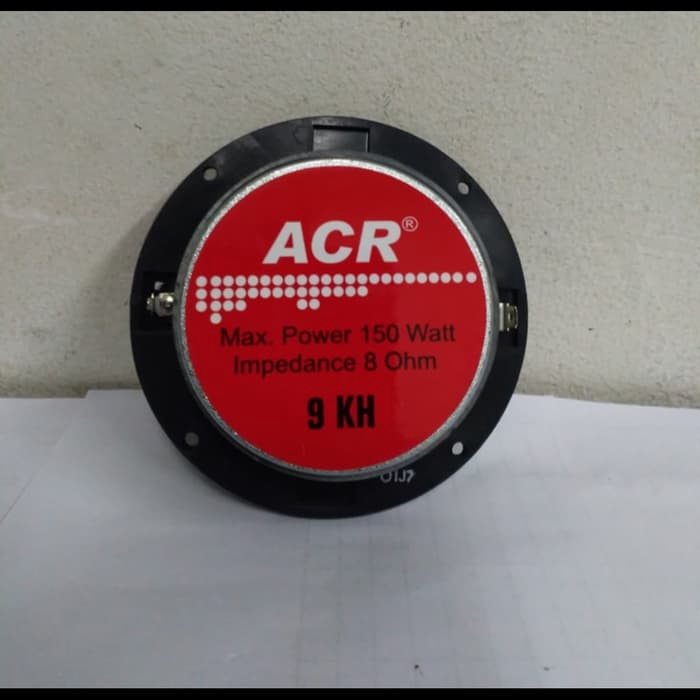 ACR®
Max. Power 150 Watt
Impedance 8 Ohm
9 KH